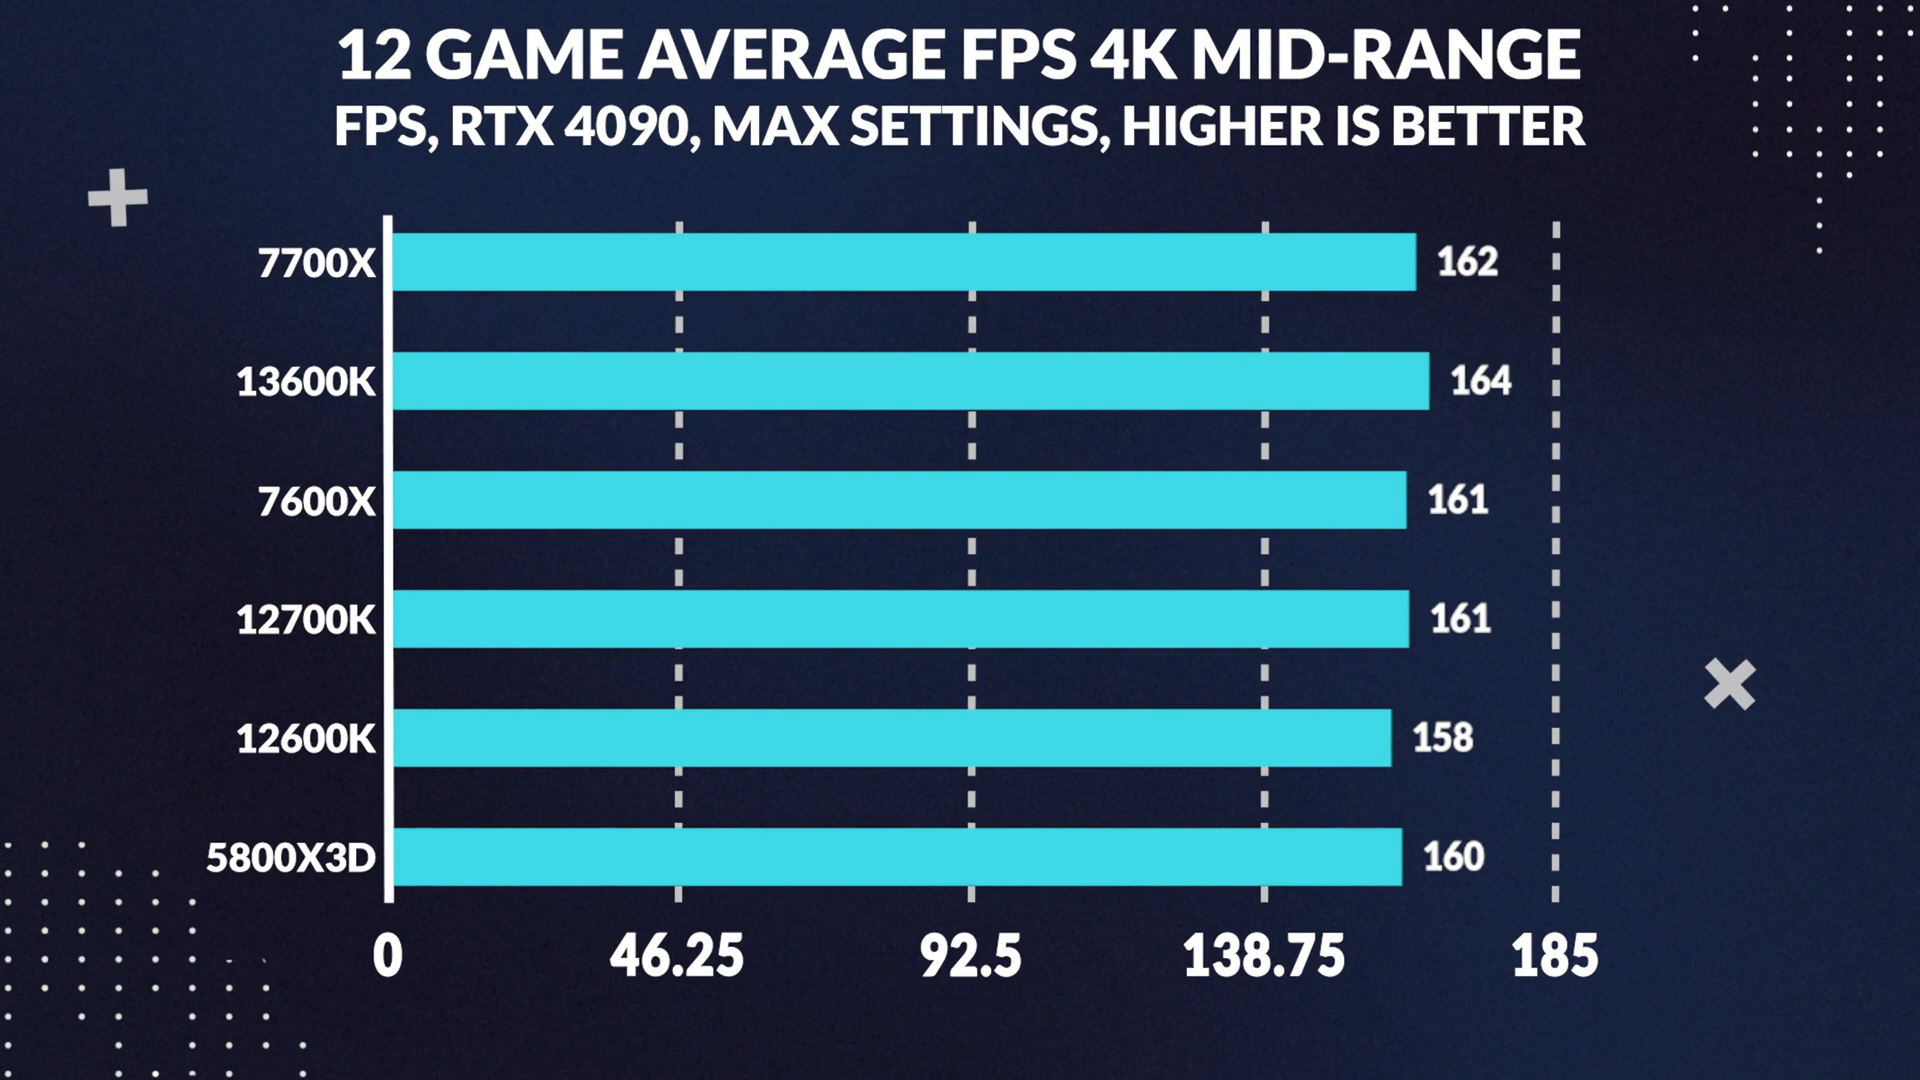 12 GAME AVERAGE FPS 4K MID-RANGE
FPS, RTX 4090, MAX SETTINGS, HIGHER IS BETTER
7700X 162
13600K 164
7600X 161
12700K 161
12600K 158
5800X3D 160
0 46.25 92.5 138.75 185